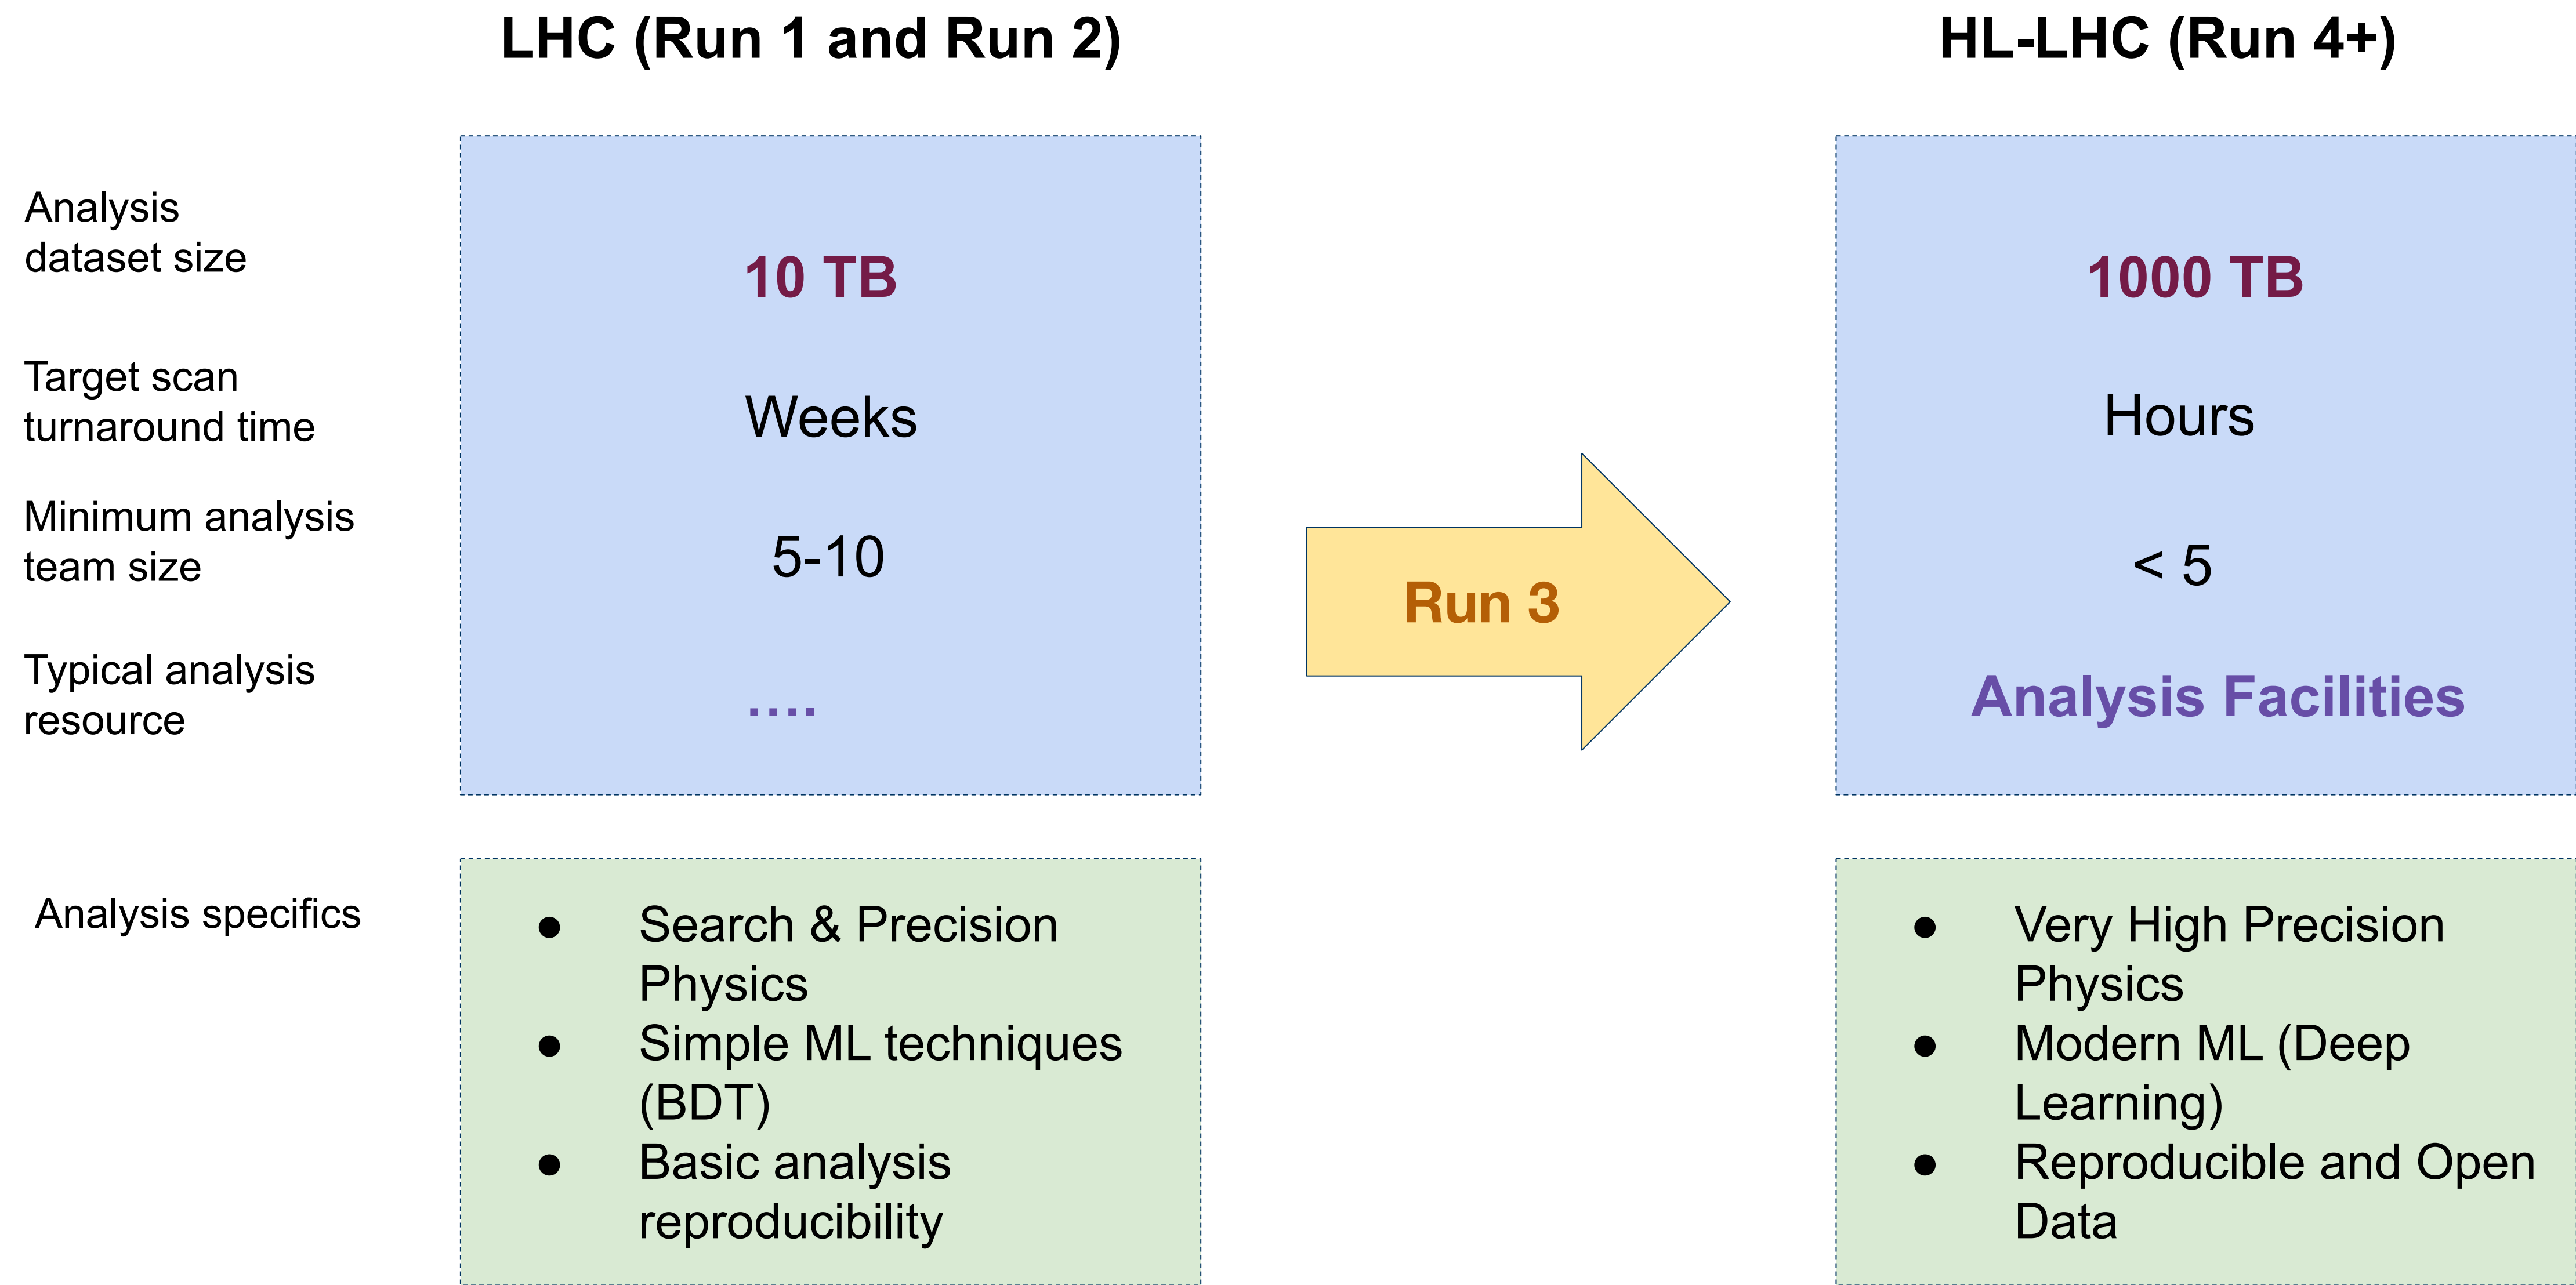 LHC (Run 1 and Run 2)
HL-LHC (Run 4+)
Analysis
dataset size
10 TB
1000 TB
Target scan
turnaround time
Weeks
Hours
Minimum analysis
team size
5-10
< 5
Run 3
Typical analysis
resource
....
Analysis Facilities
Analysis specifics
● Search & Precision
Physics
● Simple ML techniques
(BDT)
● Basic analysis
reproducibility
● Very High Precision
Physics
● Modern ML (Deep
Learning)
● Reproducible and Open
Data